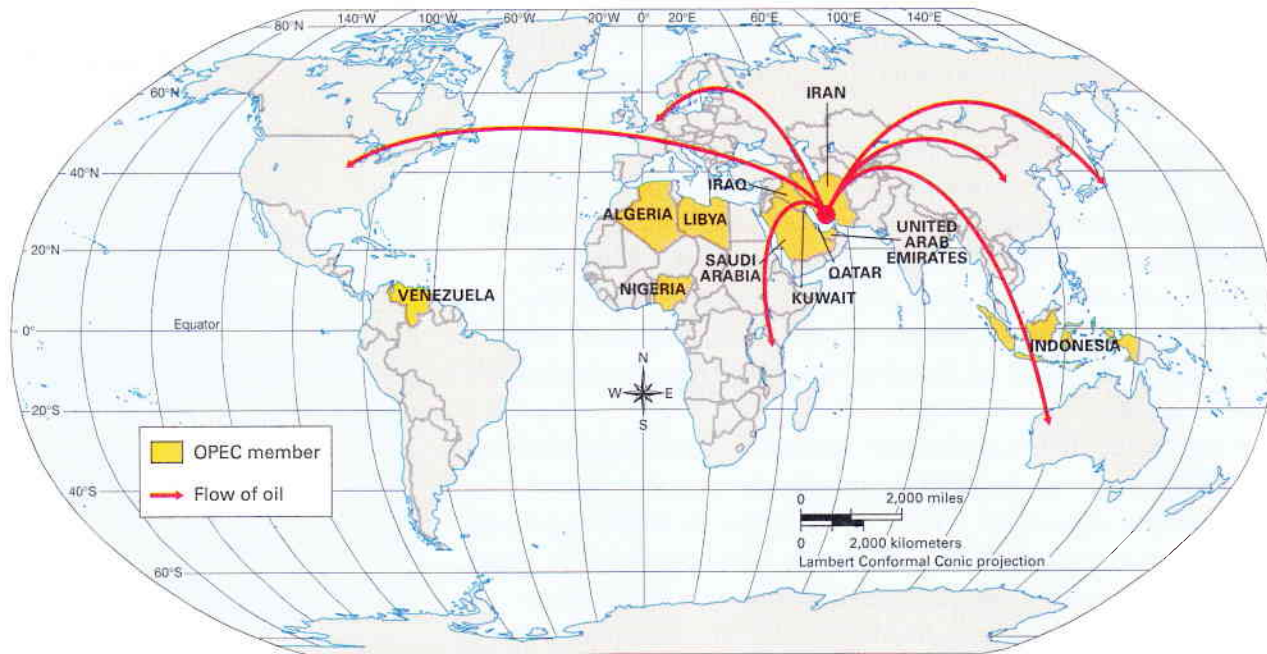 80°N
140°W
100°W
60°W
20°W
0°
20°E
60°E
100°E
140°E
60°N
40°N
20°N
0°
20°S
40°S
60°S
Equator
IRAN
IRAQ
ALGERIA
LIBYA
UNITED
ARAB
EMIRATES
SAUDI
ARABIA
QATAR
NIGERIA
KUWAIT
VENEZUELA
INDONESIA
N
W
E
S
OPEC member
Flow of oil
0 2,000 miles
0 2,000 kilometers
Lambert Conformal Conic projection